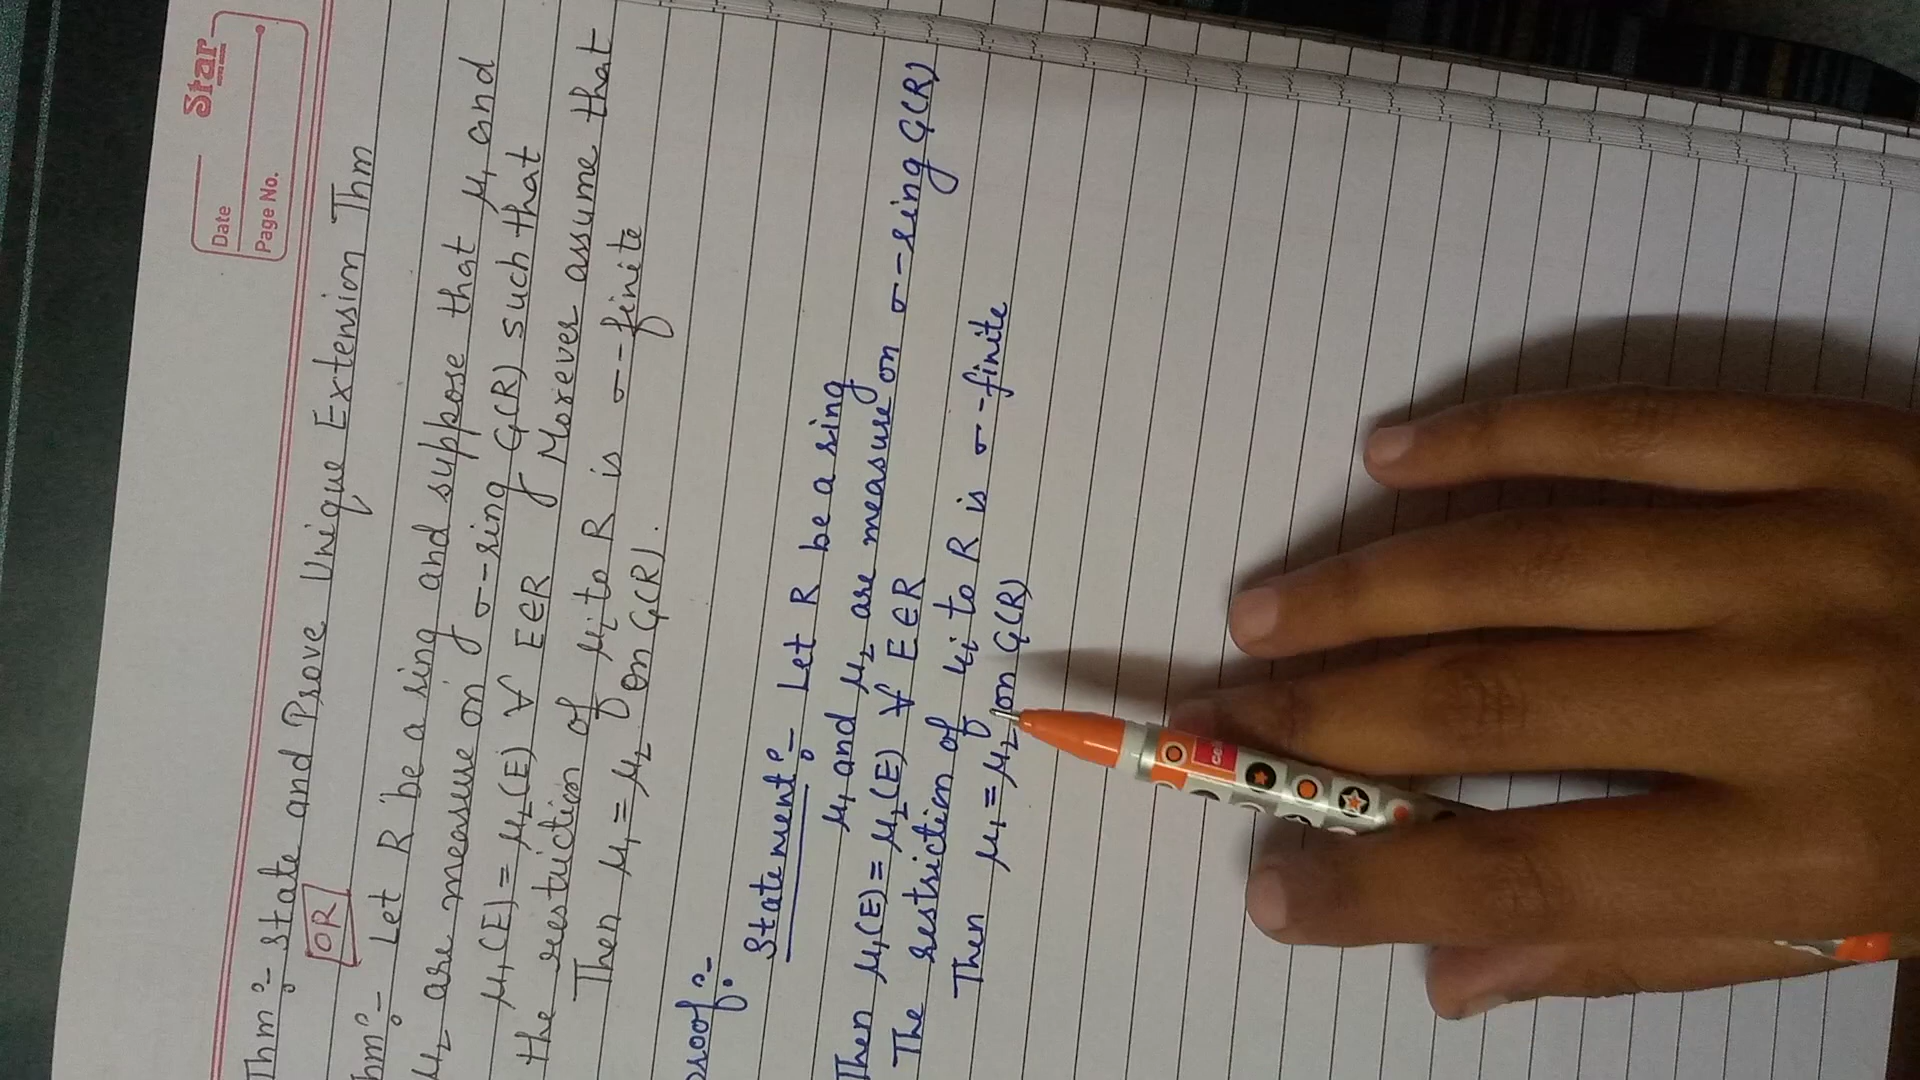 Star
Date
Page No.
Thm:- State and Prove Unique Extension Thm
OR
hm:- Let R be a ring and suppose that μ₁ and
μ₂ are measure on σ-ring G(R) such that
μ₁(E) = μ₂(E) ∀ E∈R Morever assume that
the restriction of μi to R is σ-finite
Then μ₁ = μ₂ on G(R).
proof:-
Statement:- Let R be a ring
μ₁ and μ₂ are measure on σ-ring G(R)
Then μ₁(E) = μ₂(E) ∀ E∈R
The restriction of μi to R is σ-finite
Then μ₁ = μ₂ on G(R)